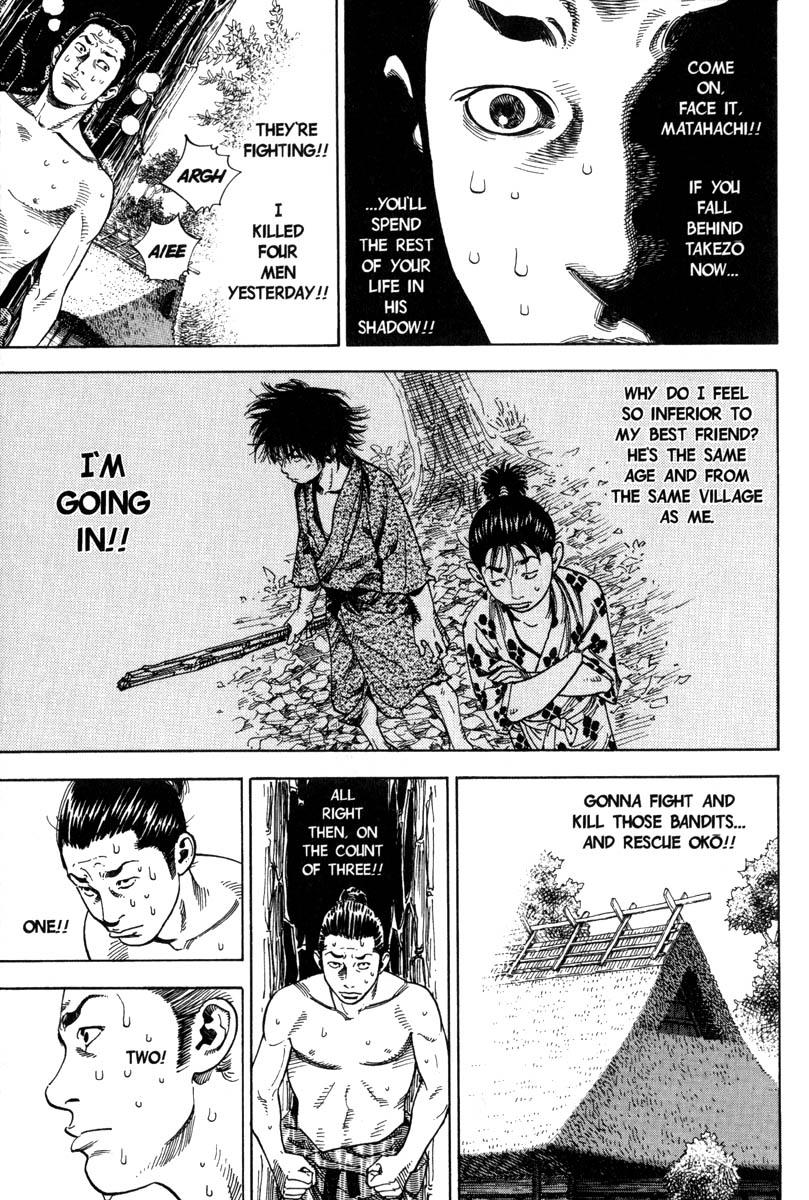 COME
ON,
FACE IT,
MATAHACHI!!
IF YOU
FALL
BEHIND
TAKEZO
NOW...
...YOU'LL
SPEND
THE REST
OF YOUR
LIFE IN
HIS
SHADOW!!
THEY'RE
FIGHTING!!
I
KILLED
FOUR
MEN
YESTERDAY!!
ARGH
AIEE
WHY DO I FEEL
SO INFERIOR TO
MY BEST FRIEND?
HE'S THE SAME
AGE AND FROM
THE SAME VILLAGE
AS ME.
I'M
GOING
IN!!
GONNA FIGHT AND
KILL THOSE BANDITS...
AND RESCUE OKŌ!!
ALL
RIGHT
THEN, ON
THE COUNT
OF THREE!!
ONE!!
TWO!